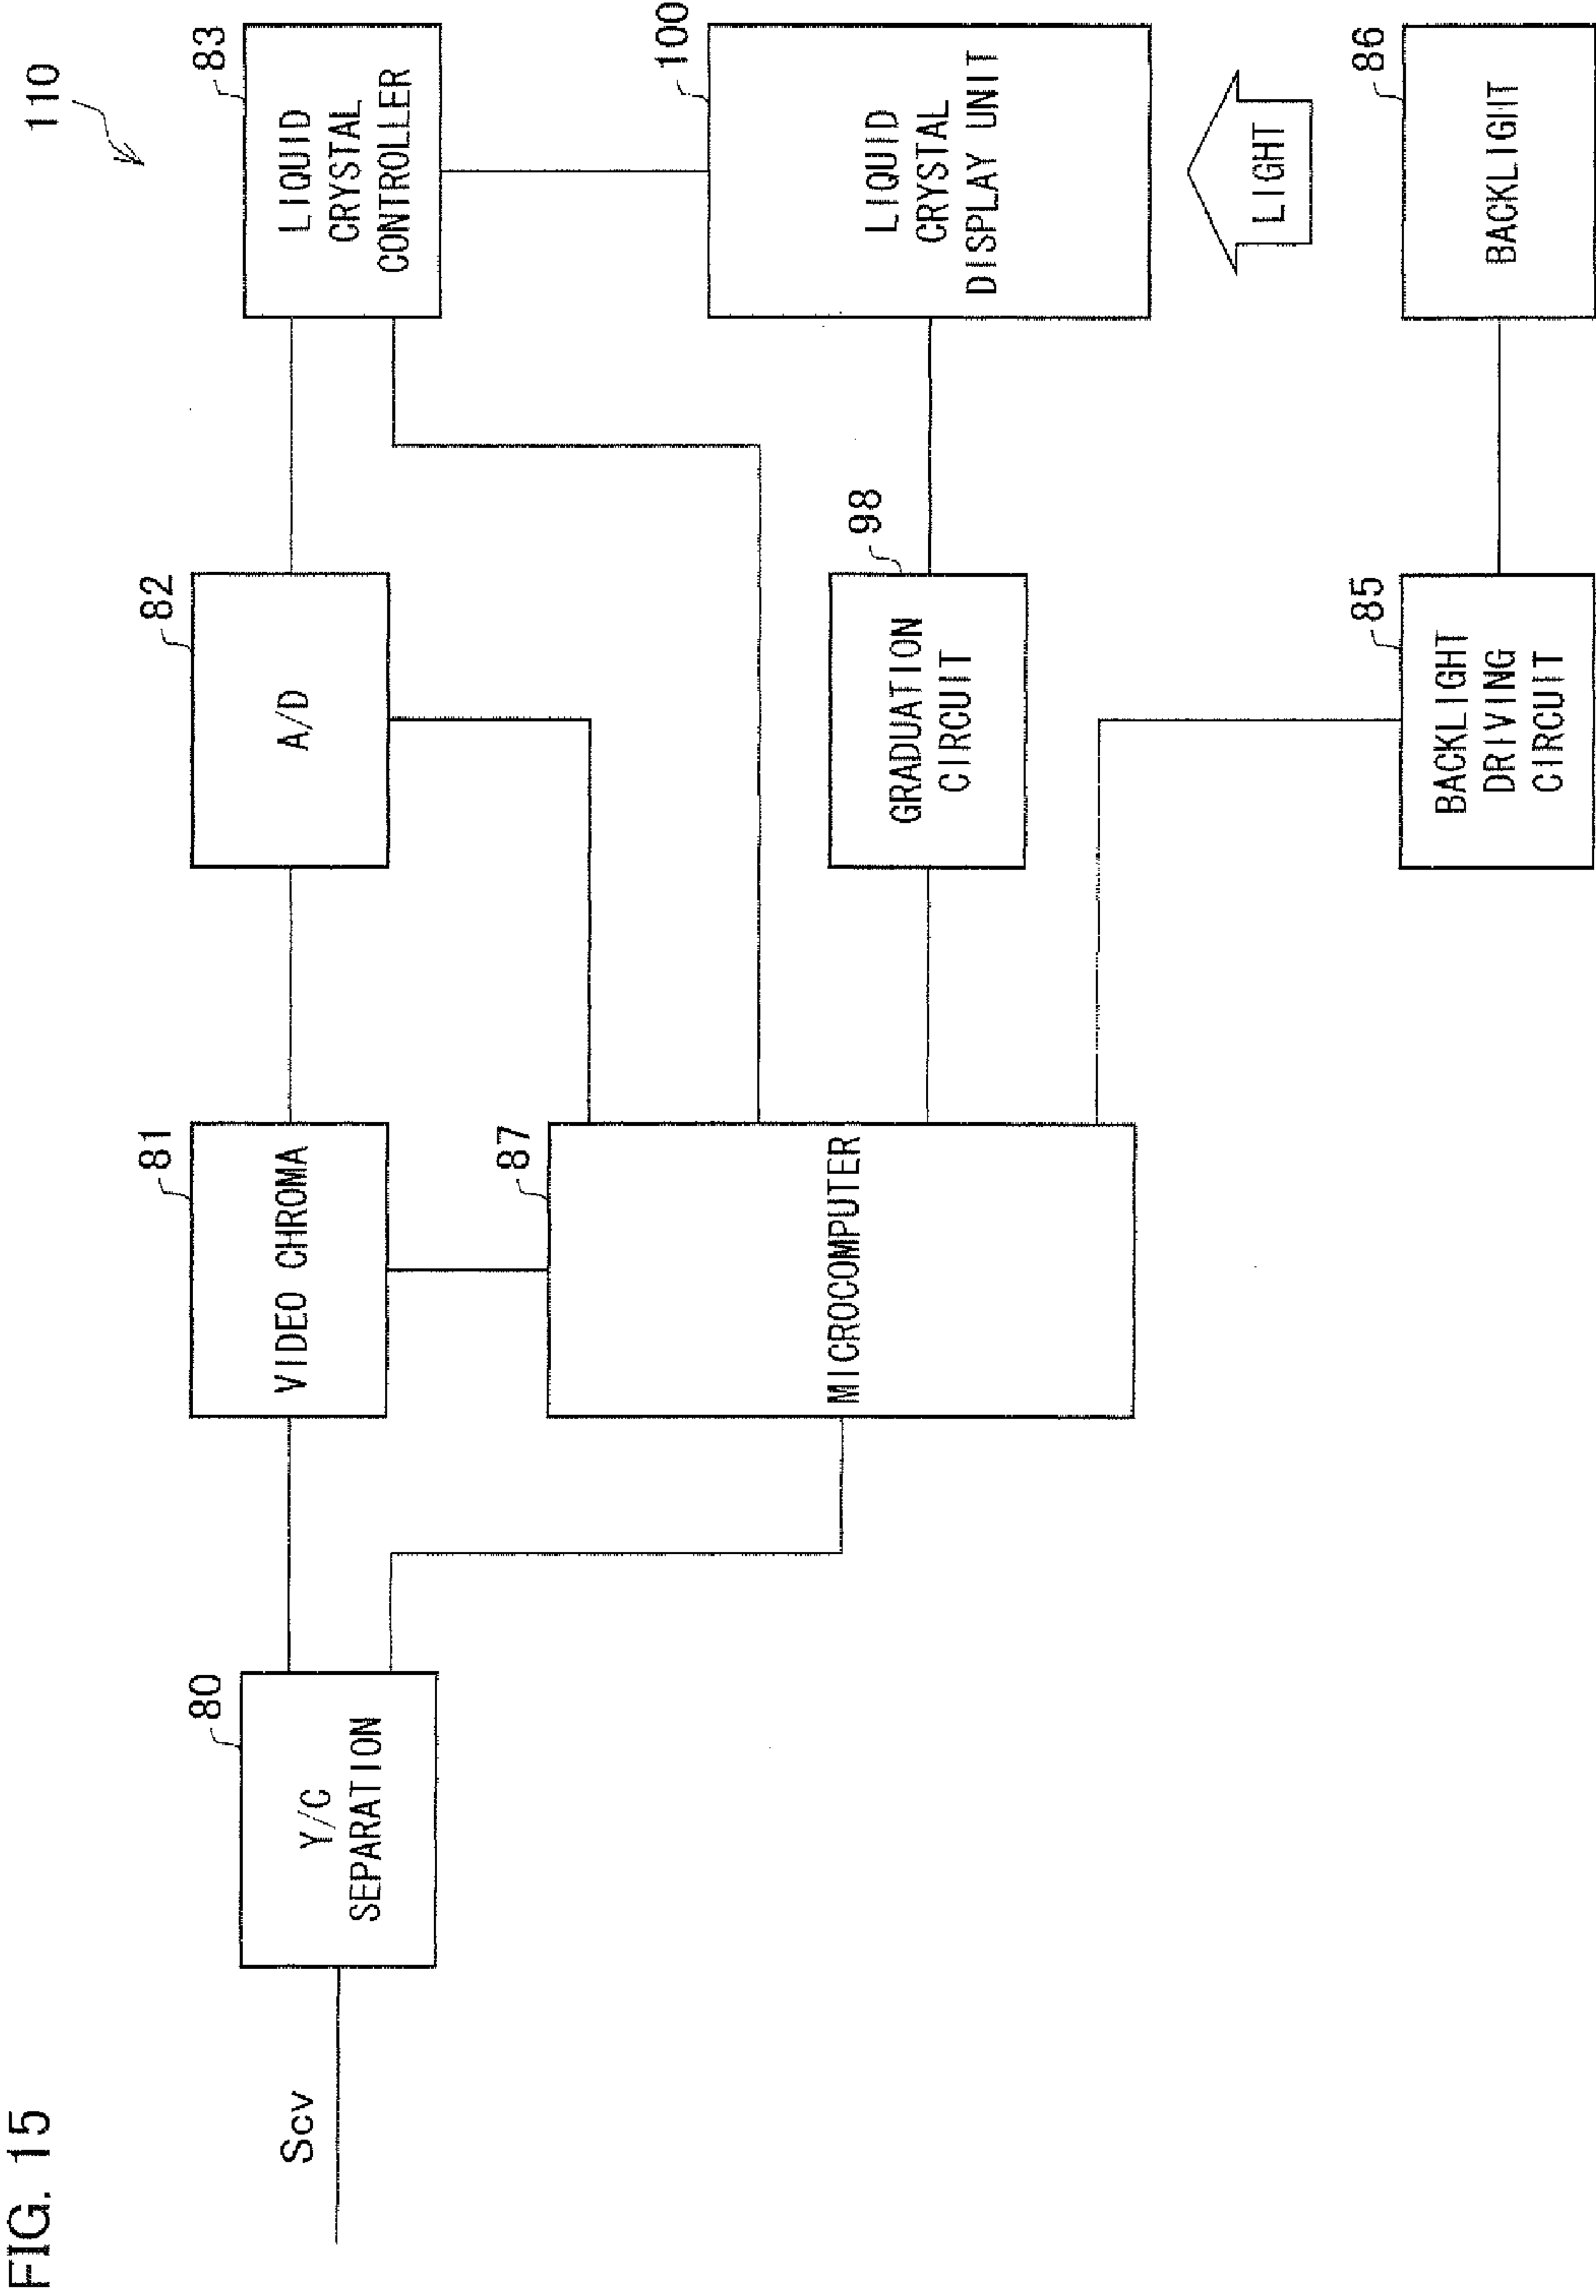 FIG. 15
110
Scv
80
Y/C
SEPARATION
81
VIDEO CHROMA
82
A/D
83
LIQUID
CRYSTAL
CONTROLLER
87
MICROCOMPUTER
98
GRADUATION
CIRCUIT
100
LIQUID
CRYSTAL
DISPLAY UNIT
LIGHT
85
BACKLIGHT
DRIVING
CIRCUIT
86
BACKLIGHT